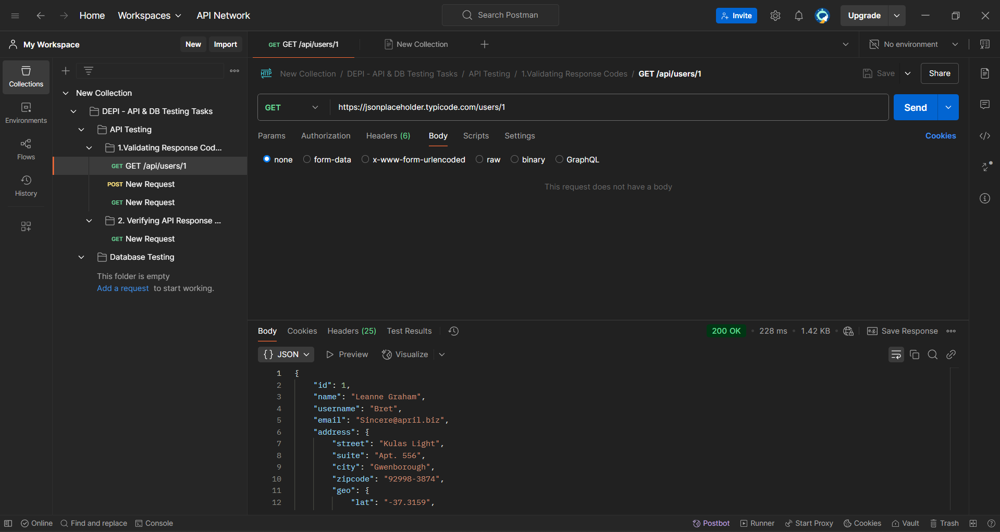 Home Workspaces API Network Search Postman Invite Upgrade
My Workspace New Import
GET GET /api/users/1 New Collection No environment
Collections
Environments
Flows
History
New Collection
DEPI - API & DB Testing Tasks
API Testing
1.Validating Response Cod...
GET GET /api/users/1
POST New Request
GET New Request
2. Verifying API Response ...
GET New Request
Database Testing
This folder is empty
Add a request to start working.
HTTP New Collection / DEPI - API & DB Testing Tasks / API Testing / 1.Validating Response Codes / GET /api/users/1 Save Share
GET https://jsonplaceholder.typicode.com/users/1 Send
Params Authorization Headers (6) Body Scripts Settings Cookies
none form-data x-www-form-urlencoded raw binary GraphQL
This request does not have a body
Body Cookies Headers (25) Test Results 200 OK • 228 ms • 1.42 KB • e.g. Save Response
{} JSON Preview Visualize
1 {
2 "id": 1,
3 "name": "Leanne Graham",
4 "username": "Bret",
5 "email": "Sincere@april.biz",
6 "address": {
7 "street": "Kulas Light",
8 "suite": "Apt. 556",
9 "city": "Gwenborough",
10 "zipcode": "92998-3874",
11 "geo": {
12 "lat": "-37.3159",
Online Find and replace Console Postbot Runner Start Proxy Cookies Vault Trash